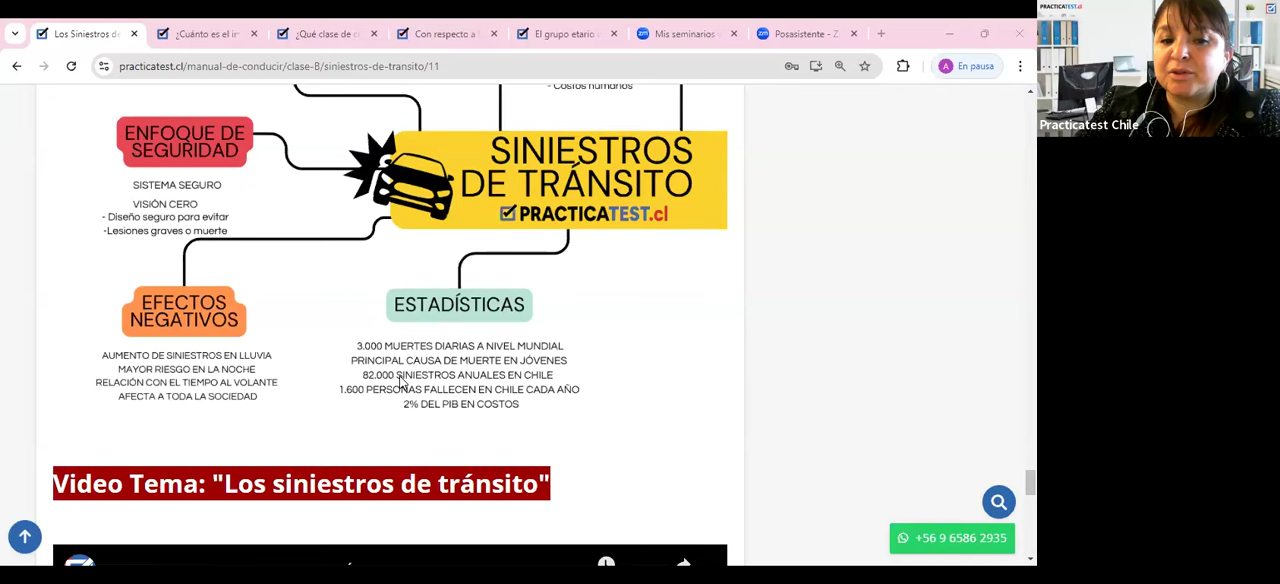 PRACTICATEST.cl
Los Siniestros de
¿Cuánto es el im
¿Qué clase de c
Con respecto a l
El grupo etario c
Mis seminarios v
Posasistente - Z
practicatest.cl/manual-de-conducir/clase-B/siniestros-de-transito/11
A En pausa
Practicatest Chile
- Costos humanos
ENFOQUE DE
SEGURIDAD
SISTEMA SEGURO
VISIÓN CERO
- Diseño seguro para evitar
-Lesiones graves o muerte
SINIESTROS
DE TRÁNSITO
PRACTICATEST.cl
EFECTOS
NEGATIVOS
AUMENTO DE SINIESTROS EN LLUVIA
MAYOR RIESGO EN LA NOCHE
RELACIÓN CON EL TIEMPO AL VOLANTE
AFECTA A TODA LA SOCIEDAD
ESTADÍSTICAS
3.000 MUERTES DIARIAS A NIVEL MUNDIAL
PRINCIPAL CAUSA DE MUERTE EN JÓVENES
82.000 SINIESTROS ANUALES EN CHILE
1.600 PERSONAS FALLECEN EN CHILE CADA AÑO
2% DEL PIB EN COSTOS
Video Tema: "Los siniestros de tránsito"
+56 9 6586 2935